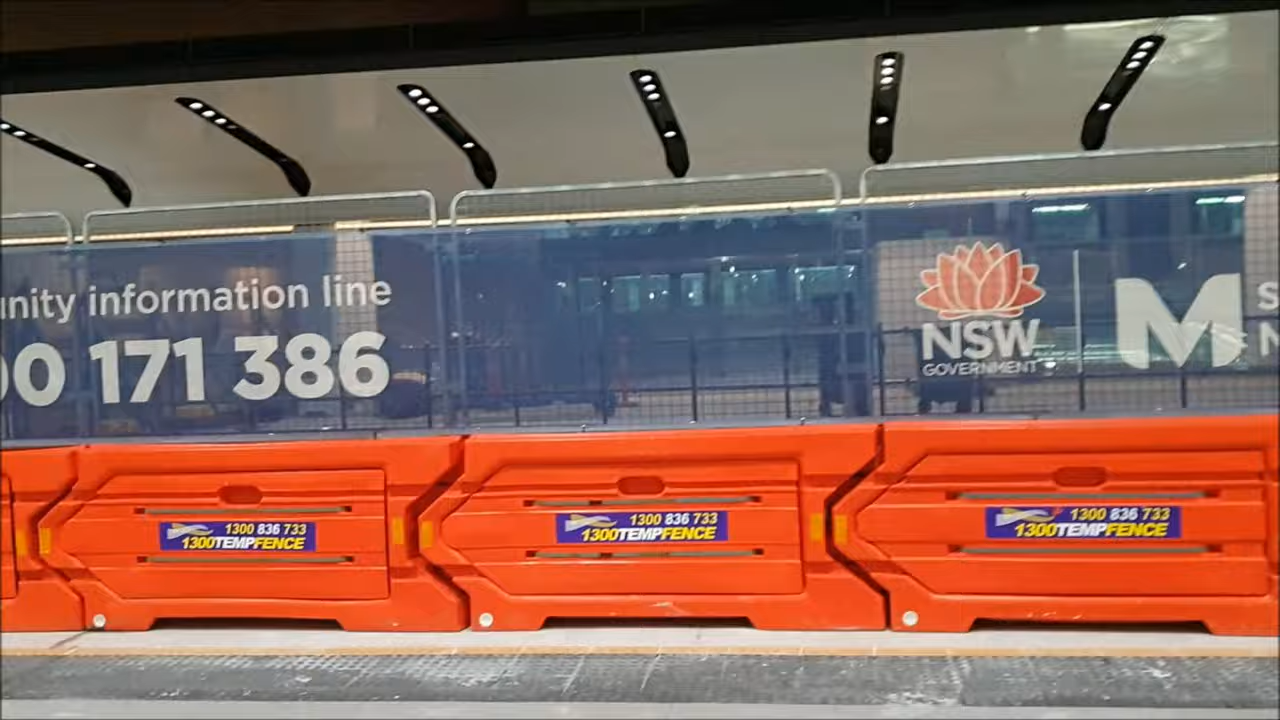 nity information line
00 171 386
NSW
GOVERNMENT
M
S
N
1300 836 733
1300TEMPFENCE
1300 836 733
1300TEMPFENCE
1300 836 733
1300TEMPFENCE